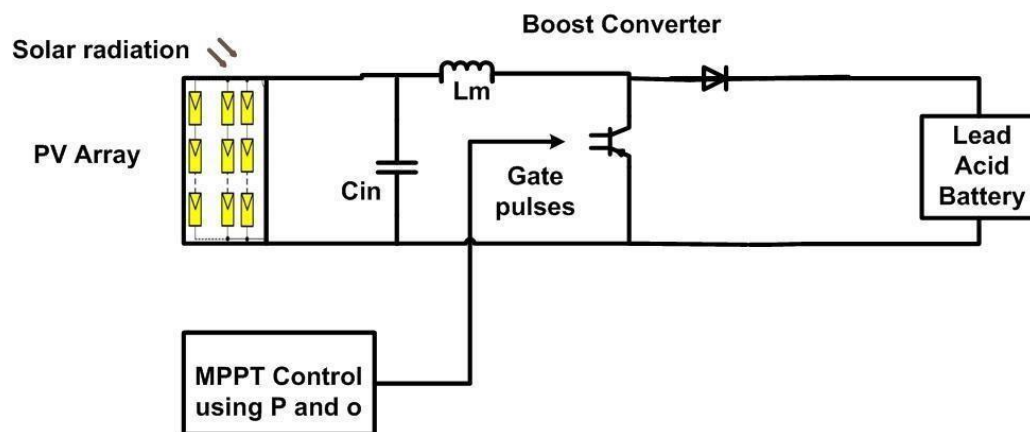 Boost Converter
Solar radiation
PV Array
Lm
Cin
Gate
pulses
Lead
Acid
Battery
MPPT Control
using P and o